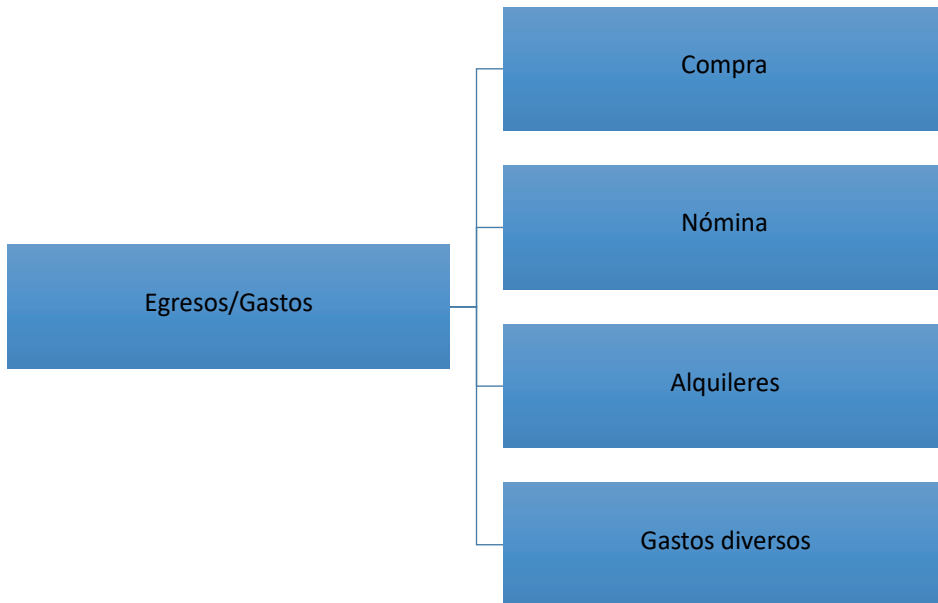 Egresos/Gastos
Compra
Nómina
Alquileres
Gastos diversos